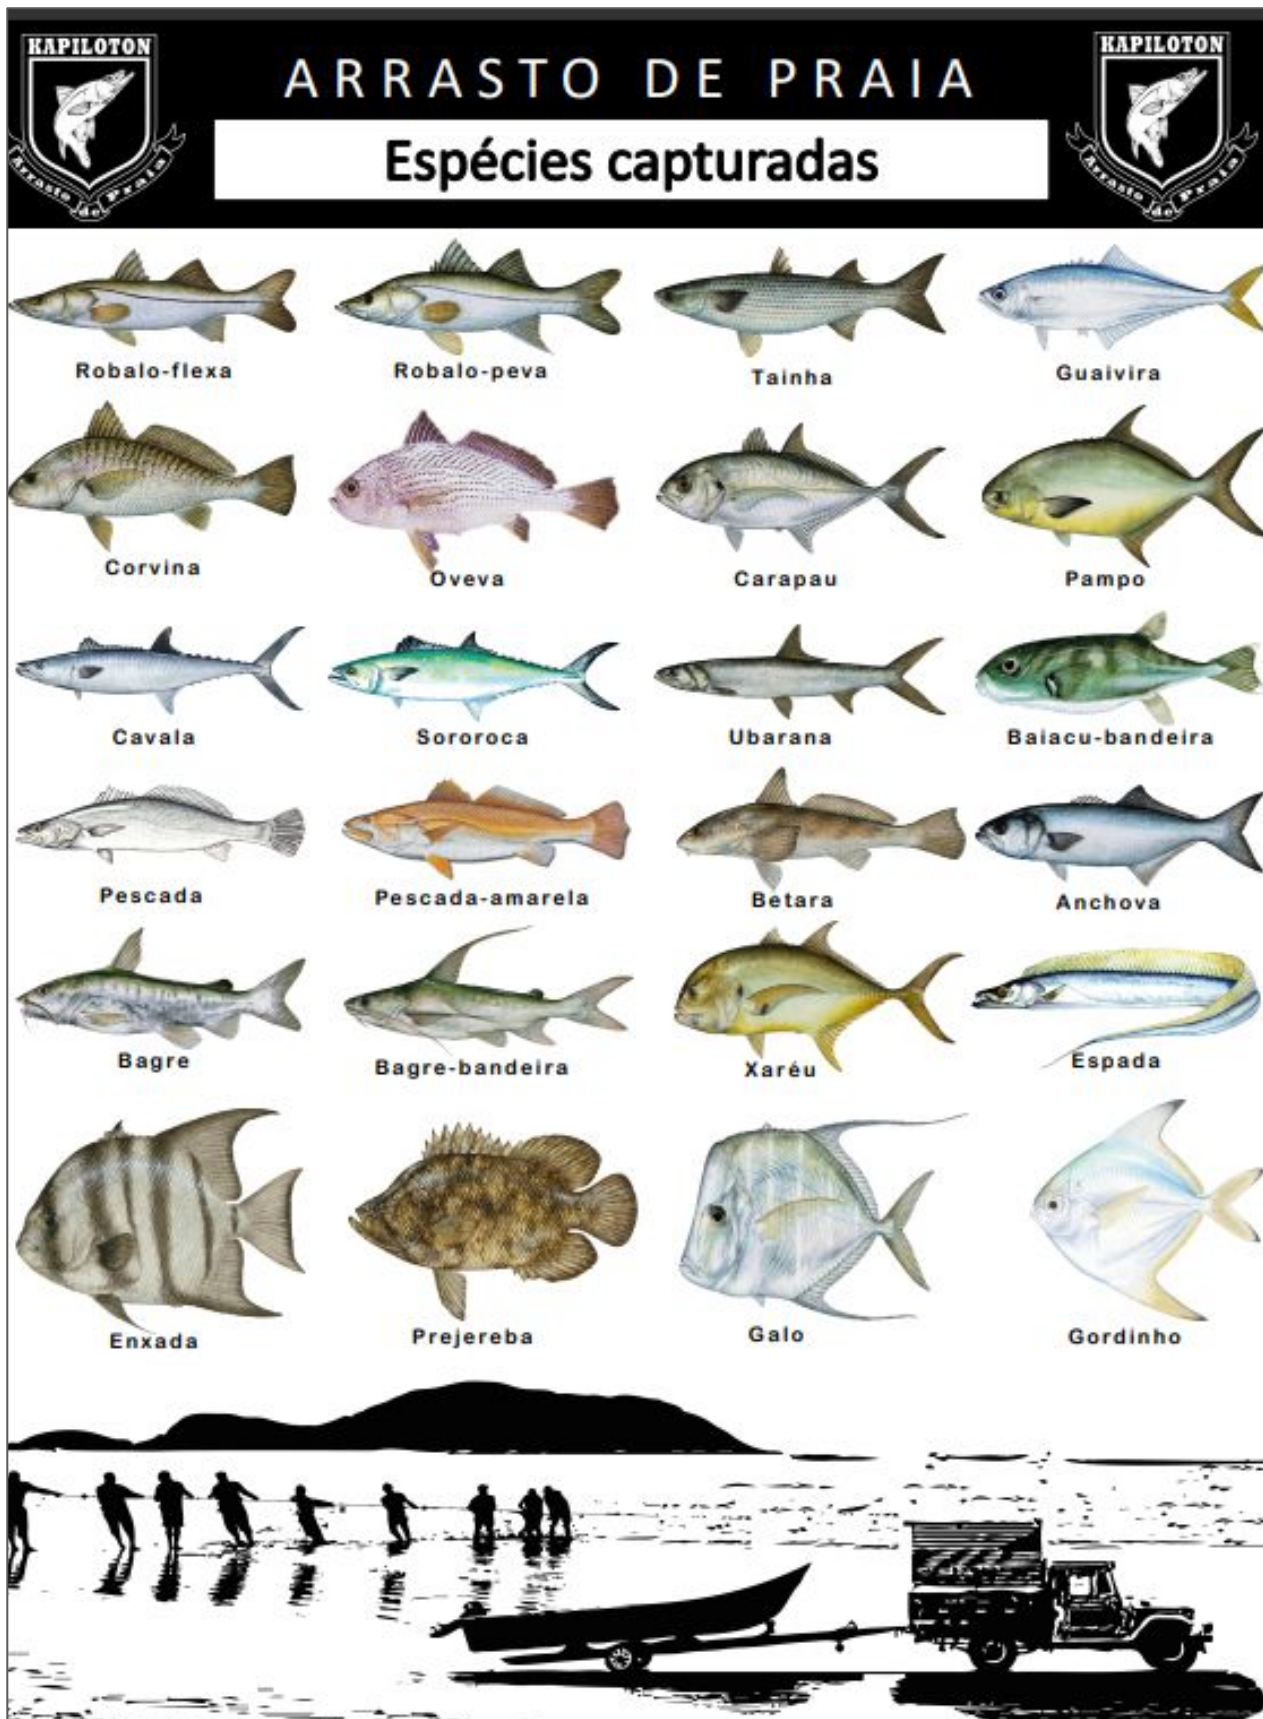 KAPILOTON
Arrasto de Praia
ARRASTO DE PRAIA
Espécies capturadas
KAPILOTON
Arrasto de Praia
Robalo-flexa
Robalo-peva
Tainha
Guaivira
Corvina
Oveva
Carapau
Pampo
Cavala
Sororoca
Ubarana
Baiacu-bandeira
Pescada
Pescada-amarela
Betara
Anchova
Bagre
Bagre-bandeira
Xaréu
Espada
Enxada
Prejereba
Galo
Gordinho